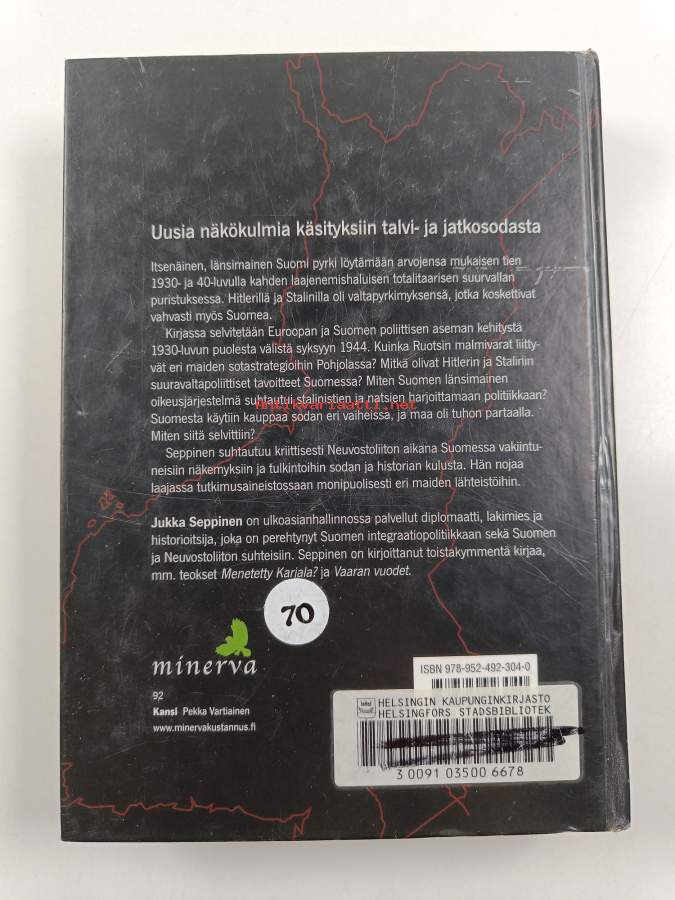 Uusia näkökulmia käsityksiin talvi- ja jatkosodasta
Itsenäinen, länsimainen Suomi pyrki löytämään arvojensa mukaisen tien
1930- ja 40-luvulla kahden laajenemishaluisen totalitaarisen suurvallan
puristuksessa. Hitlerillä ja Stalinilla oli valtapyrkimyksensä, jotka koskettivat
vahvasti myös Suomea.
Kirjassa selvitetään Euroopan ja Suomen poliittisen aseman kehitystä
1930-luvun puolesta välistä syksyyn 1944. Kuinka Ruotsin malmivarat liitty-
vät eri maiden sotastrategioihin Pohjolassa? Mitkä olivat Hitlerin ja Stalinin
suuravaltapoliittiset tavoitteet Suomessa? Miten Suomen länsimainen
oikeusjärjestelmä suhtautui stalinistien ja natsien harjoittamaan politiikkaan?
Antikvariaatti.net
Suomesta käytiin kauppaa sodan eri vaiheissa, ja maa oli tuhon partaalla.
Miten siitä selvittiin?
Seppinen suhtautuu kriittisesti Neuvostoliiton aikana Suomessa vakiintu-
neisiin näkemyksiin ja tulkintoihin sodan ja historian kulusta. Hän nojaa
laajassa tutkimusaineistossaan monipuolisesti eri maiden lähteistöihin.
Jukka Seppinen on ulkoasianhallinnossa palvellut diplomaatti, lakimies ja
historioitsija, joka on perehtynyt Suomen integraatiopolitiikkaan sekä Suomen
ja Neuvostoliiton suhteisiin. Seppinen on kirjoittanut toistakymmentä kirjaa,
mm. teokset Menetetty Karjala? ja Vaaran vuodet.
70
minerva
92
Kansi Pekka Vartiainen
www.minervakustannus.fi
ISBN 978-952-492-304-0
HELSINGIN KAUPUNGINKIRJASTO
HELSINGFORS STADSBIBLIOTEK
3 0091 03500 6678